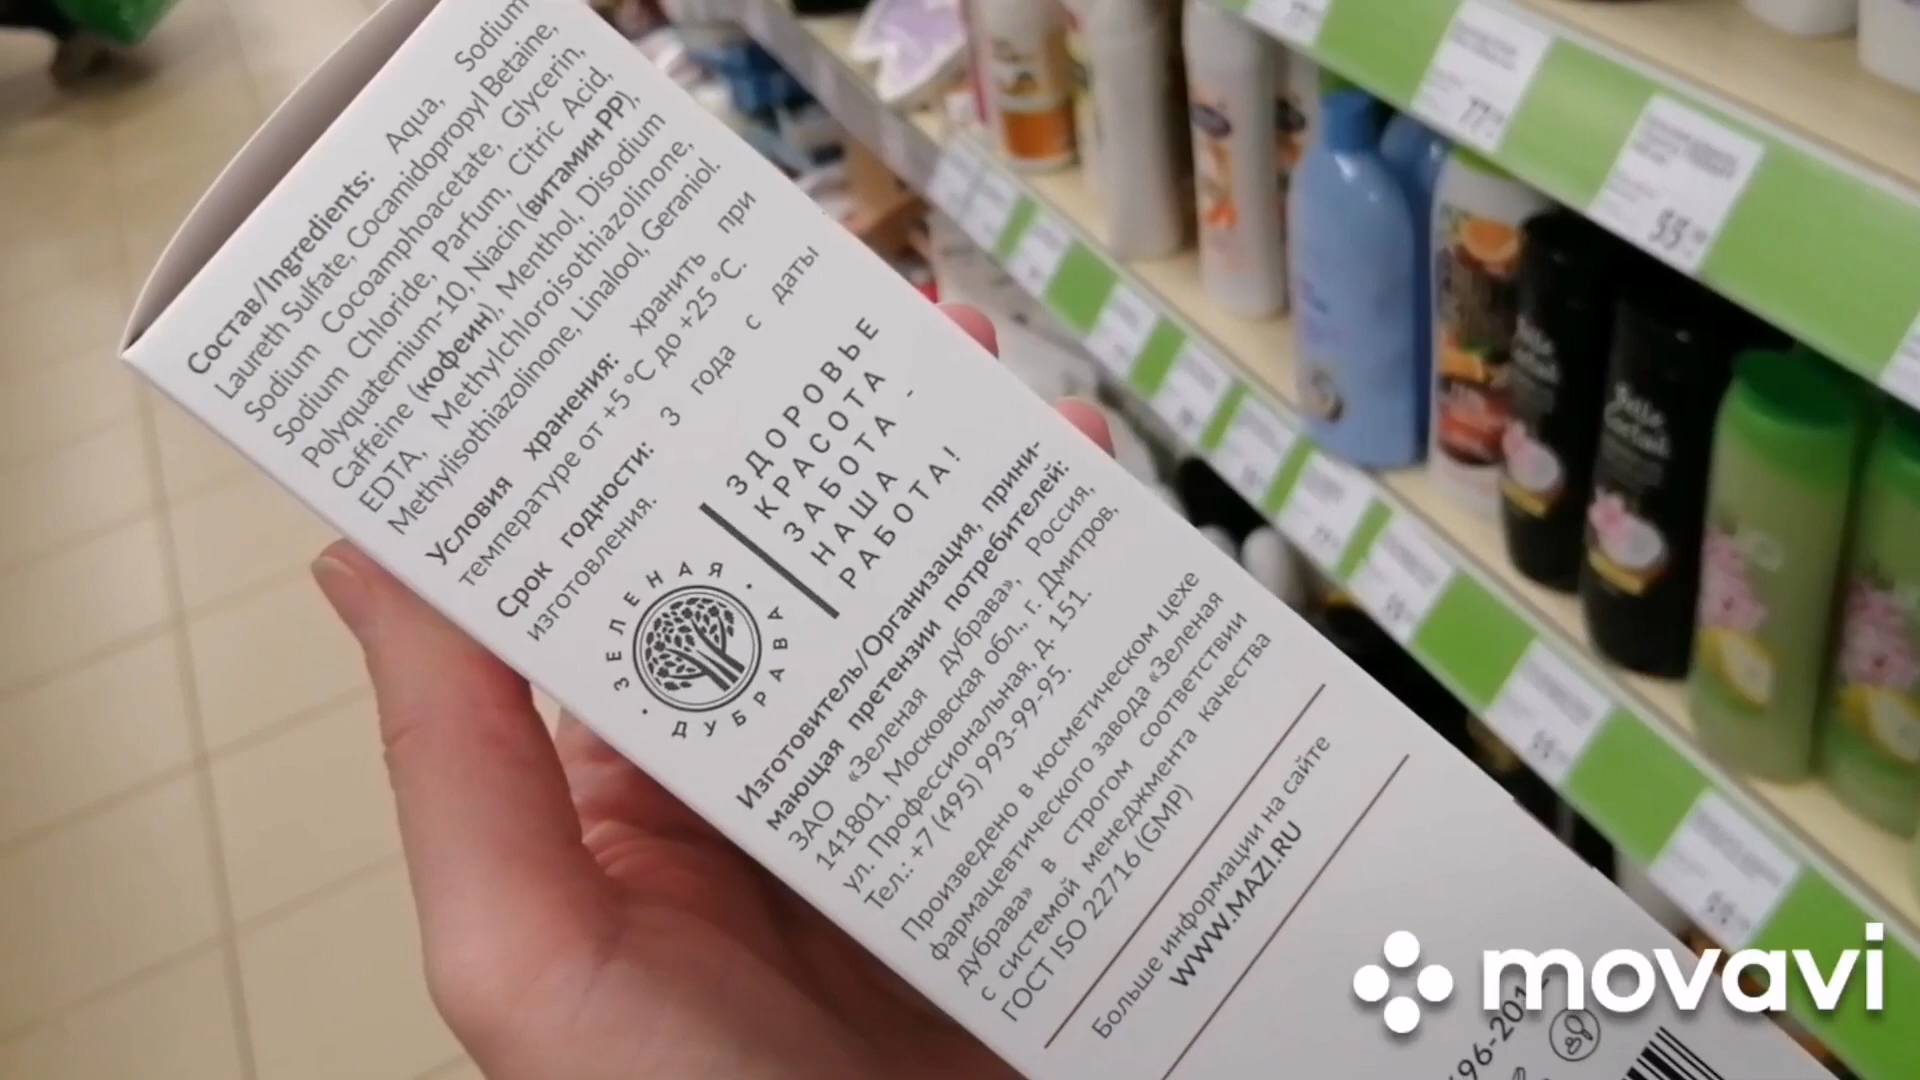 Состав/Ingredients: Aqua, Sodium
Laureth Sulfate, Cocamidopropyl Betaine,
Sodium Cocoamphoacetate, Glycerin,
Sodium Chloride, Parfum, Citric Acid,
Polyquaternium-10, Niacin (витамин PP),
Caffeine (кофеин), Menthol, Disodium
EDTA, Methylchloroisothiazolinone,
Methylisothiazolinone, Linalool, Geraniol.
Условия хранения: хранить при
температуре от +5°C до +25°C.
Срок годности: 3 года с даты
изготовления.
ЗЕЛЕНАЯ
ДУБРАВА
ЗДОРОВЬЕ
КРАСОТА
ЗАБОТА -
НАША
РАБОТА!
Изготовитель/Организация, прини-
мающая претензии потребителей:
ЗАО «Зеленая дубрава», Россия,
141801, Московская обл., г. Дмитров,
ул. Профессиональная, д. 151.
Тел.: +7 (495) 993-99-95.
Произведено в косметическом цехе
фармацевтического завода «Зеленая
дубрава» в строгом соответствии
с системой менеджмента качества
ГОСТ ISO 22716 (GMP)
Больше информации на сайте
WWW.MAZI.RU
movavi